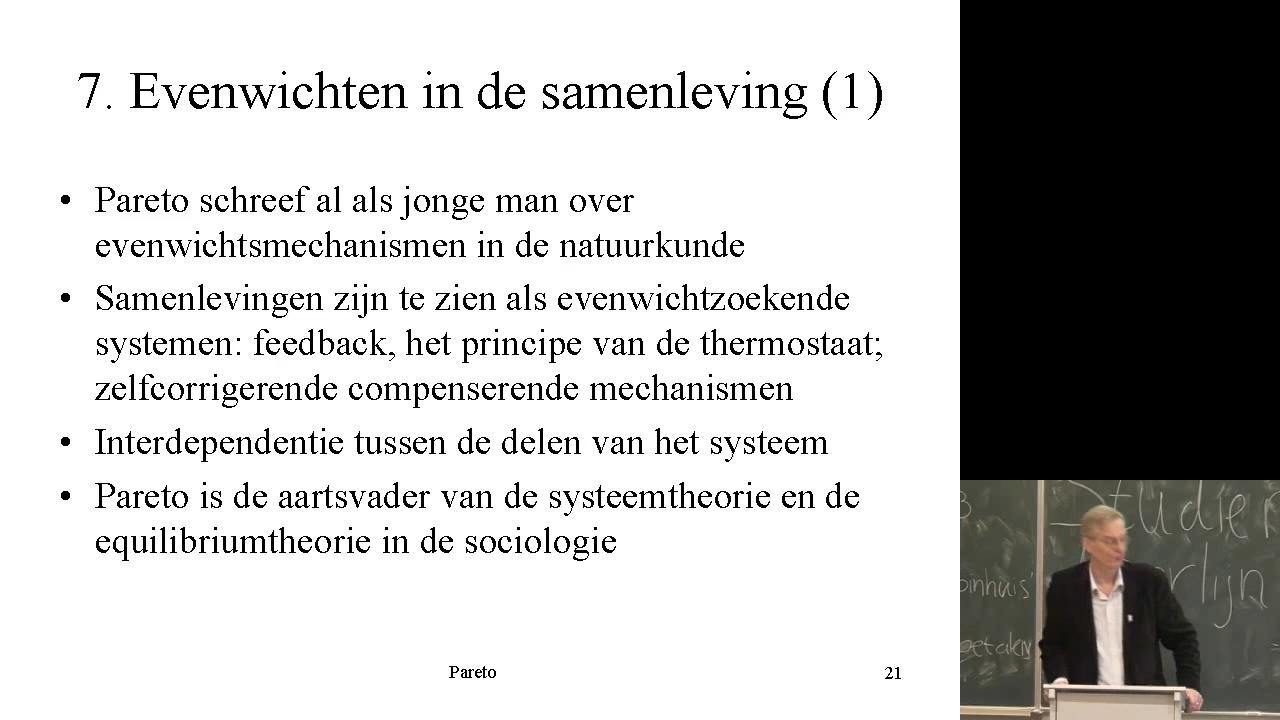 7. Evenwichten in de samenleving (1)
• Pareto schreef al als jonge man over
evenwichtsmechanismen in de natuurkunde
• Samenlevingen zijn te zien als evenwichtzoekende
systemen: feedback, het principe van de thermostaat;
zelfcorrigerende compenserende mechanismen
• Interdependentie tussen de delen van het systeem
• Pareto is de aartsvader van de systeemtheorie en de
equilibriumtheorie in de sociologie
Pareto
21